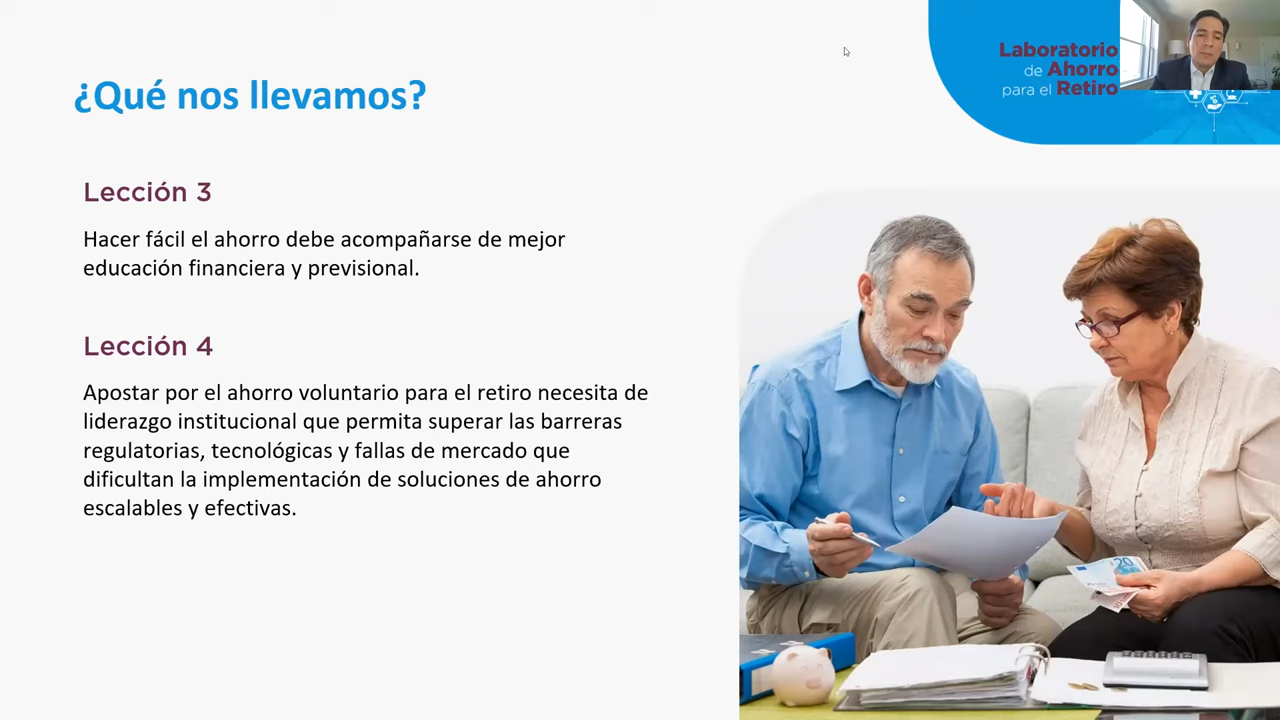 ¿Qué nos llevamos?
Laboratorio
de Ahorro
para el Retiro
Lección 3
Hacer fácil el ahorro debe acompañarse de mejor
educación financiera y previsional.
Lección 4
Apostar por el ahorro voluntario para el retiro necesita de
liderazgo institucional que permita superar las barreras
regulatorias, tecnológicas y fallas de mercado que
dificultan la implementación de soluciones de ahorro
escalables y efectivas.
20